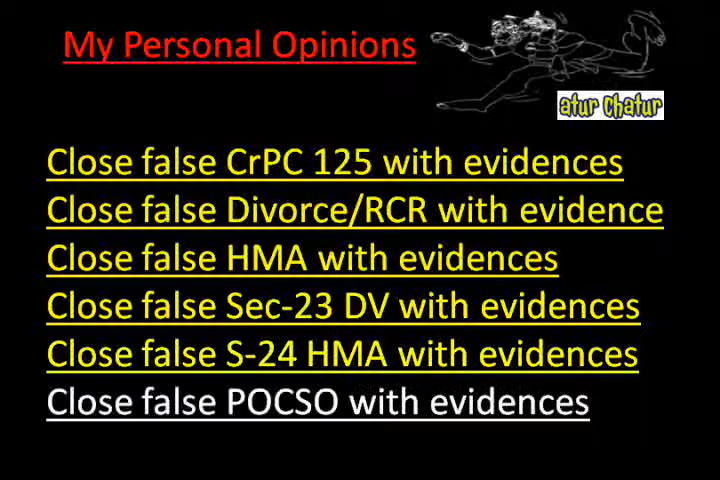 My Personal Opinions
atur Chatur
Close false CrPC 125 with evidences
Close false Divorce/RCR with evidence
Close false HMA with evidences
Close false Sec-23 DV with evidences
Close false S-24 HMA with evidences
Close false POCSO with evidences